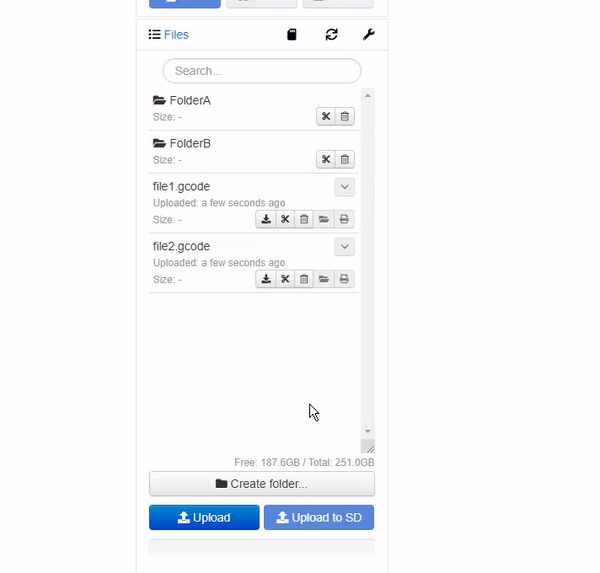 Files
Search...
FolderA
Size: -
FolderB
Size: -
file1.gcode
Uploaded: a few seconds ago
Size: -
file2.gcode
Uploaded: a few seconds ago
Size: -
Free: 187.6GB / Total: 251.0GB
Create folder...
Upload
Upload to SD